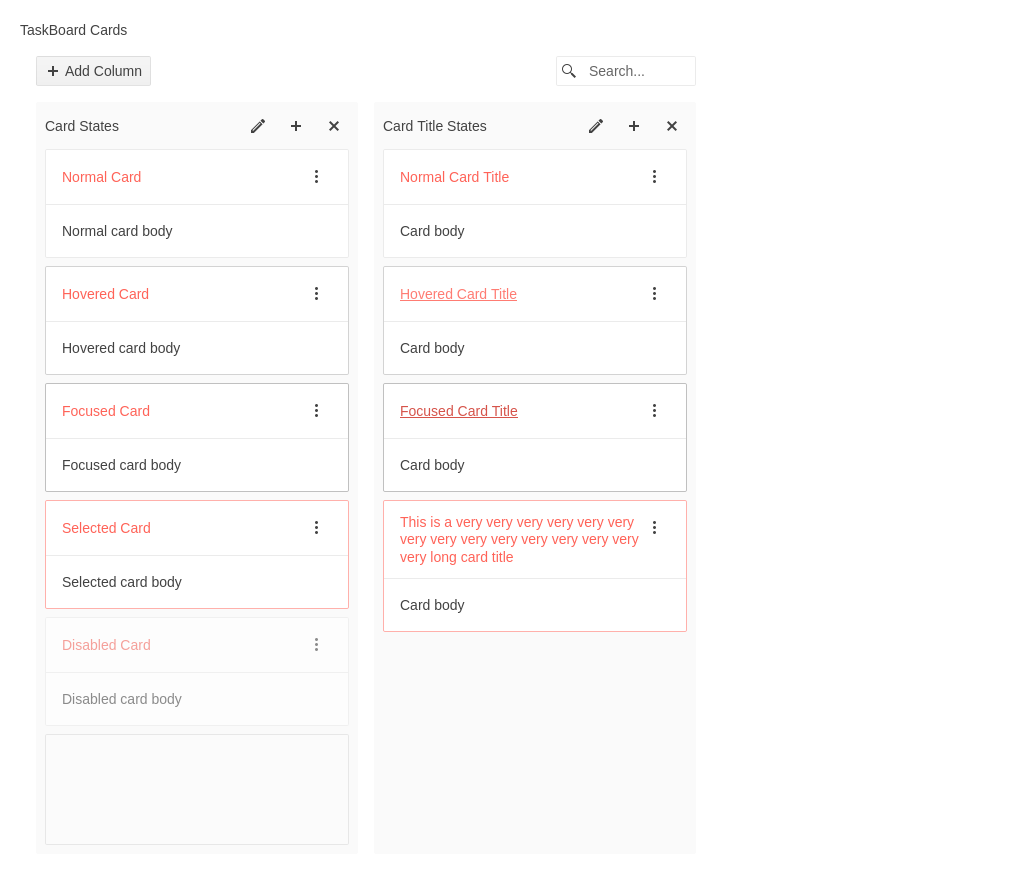 TaskBoard Cards
Add Column
Search...
Card States
Normal Card
Normal card body
Hovered Card
Hovered card body
Focused Card
Focused card body
Selected Card
Selected card body
Disabled Card
Disabled card body
Card Title States
Normal Card Title
Card body
Hovered Card Title
Card body
Focused Card Title
Card body
This is a very very very very very very
very very very very very very very very
very long card title
Card body